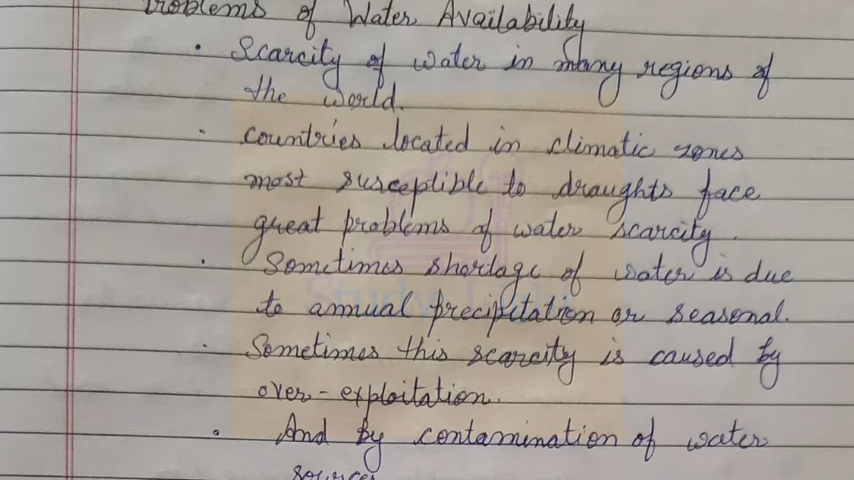 Problems of Water Availability
• Scarcity of water in many regions of
the world.
• countries located in climatic zones
most susceptible to draughts face
great problems of water scarcity.
• Sometimes shortage of water is due
to annual precipitation or seasonal.
• Sometimes this scarcity is caused by
over-exploitation.
• And by contamination of water
sources